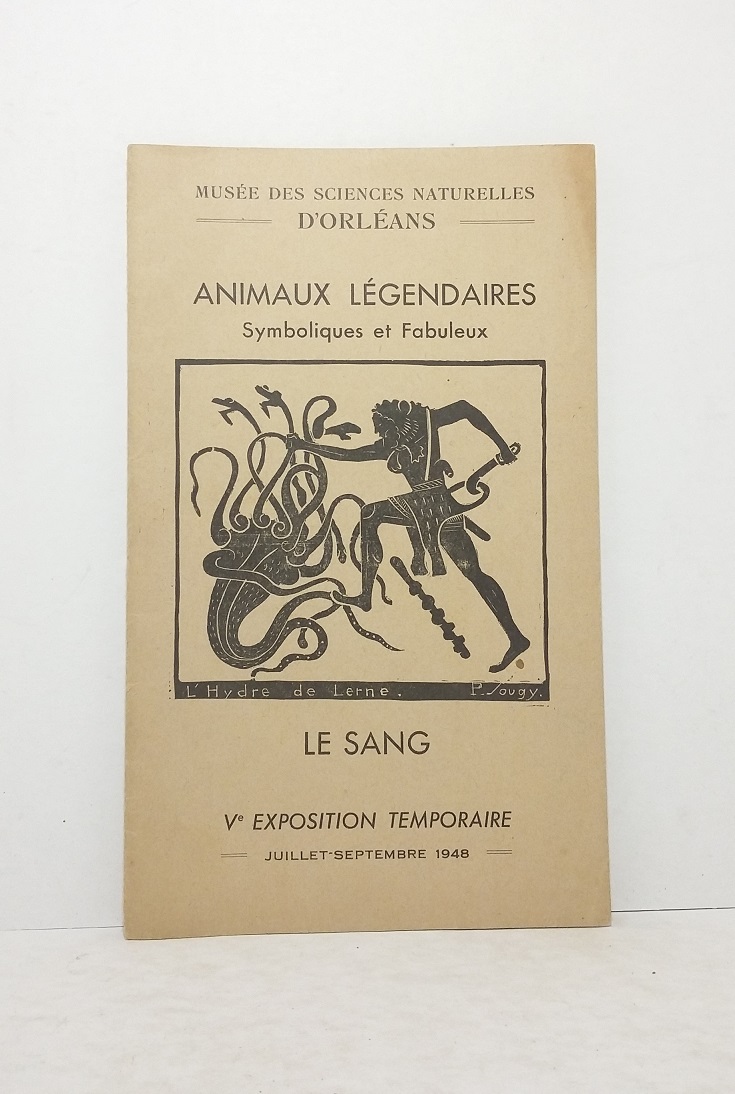 MUSÉE DES SCIENCES NATURELLES
D'ORLÉANS
ANIMAUX LÉGENDAIRES
Symboliques et Fabuleux
L'Hydre de Lerne. P. Jougy.
LE SANG
Ve EXPOSITION TEMPORAIRE
JUILLET-SEPTEMBRE 1948